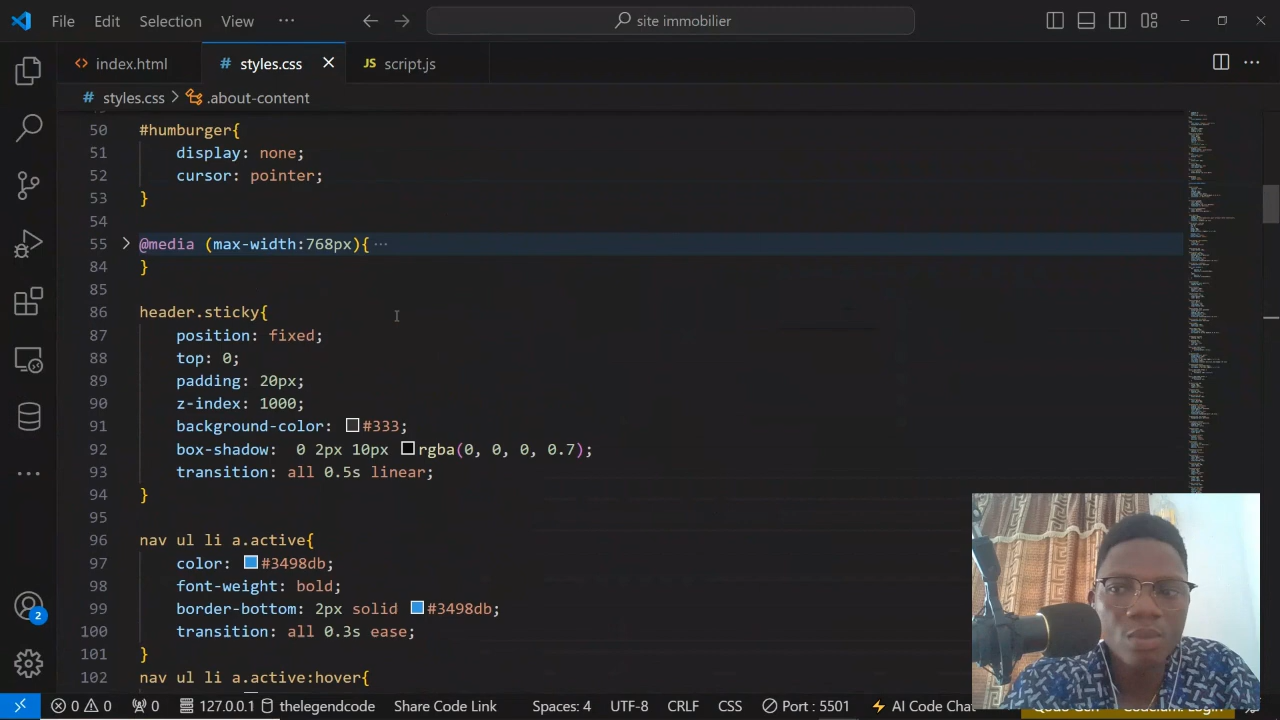 File Edit Selection View ··· site immobilier
index.html styles.css JS script.js
# styles.css > .about-content
50 #humburger{
51 display: none;
52 cursor: pointer;
53 }
54
55 @media (max-width:768px){ ···
84 }
85
86 header.sticky{
87 position: fixed;
88 top: 0;
89 padding: 20px;
90 z-index: 1000;
91 background-color: #333;
92 box-shadow: 0 2px 10px rgba(0, 0, 0, 0.7);
93 transition: all 0.5s linear;
94 }
95
96 nav ul li a.active{
97 color: #3498db;
98 font-weight: bold;
99 border-bottom: 2px solid #3498db;
100 transition: all 0.3s ease;
101 }
102 nav ul li a.active:hover{
2
0 0 0 127.0.0.1 thelegendcode Share Code Link Spaces: 4 UTF-8 CRLF CSS Port : 5501 AI Code Chat